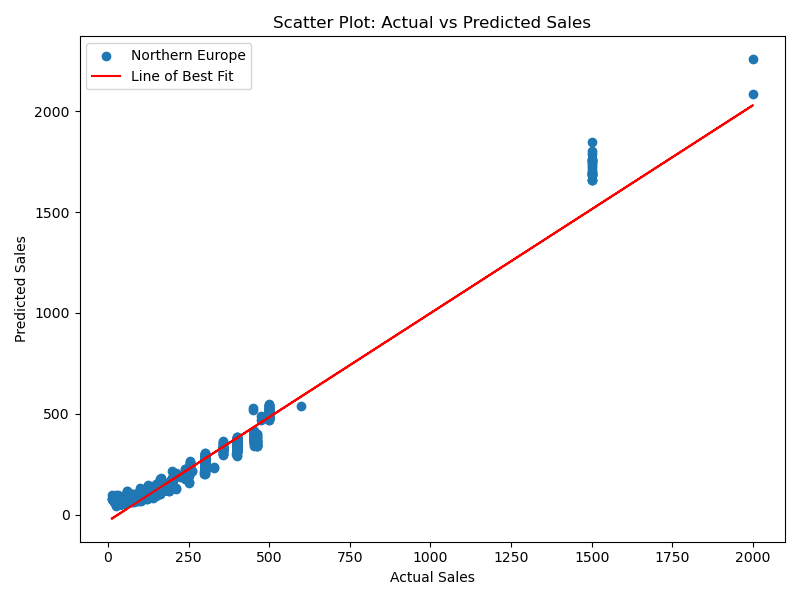 Scatter Plot: Actual vs Predicted Sales
Northern Europe
Line of Best Fit
Predicted Sales
2000
1500
1000
500
0
0 250 500 750 1000 1250 1500 1750 2000
Actual Sales